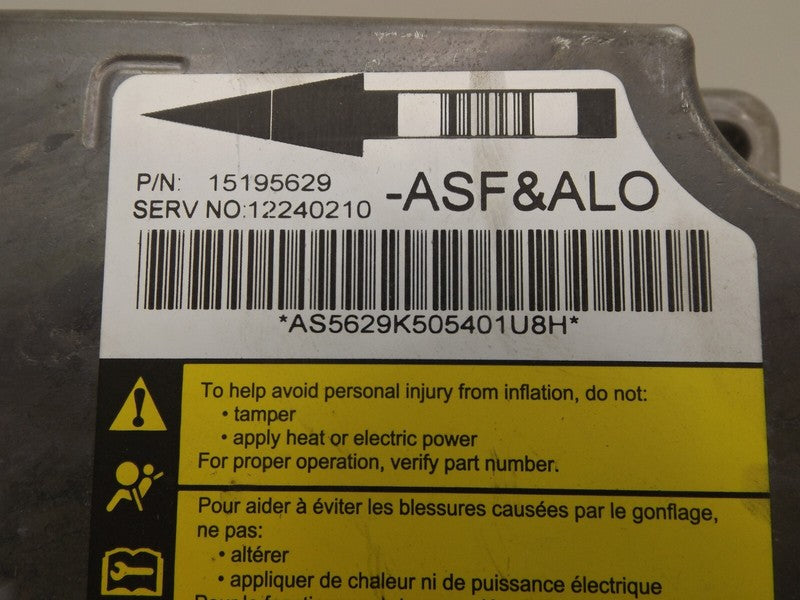 P/N: 15195629
SERV NO:12240210
-ASF&ALO
*AS5629K505401U8H*
To help avoid personal injury from inflation, do not:
• tamper
• apply heat or electric power
For proper operation, verify part number.
Pour aider à éviter les blessures causées par le gonflage,
ne pas:
• altérer
• appliquer de chaleur ni de puissance électrique